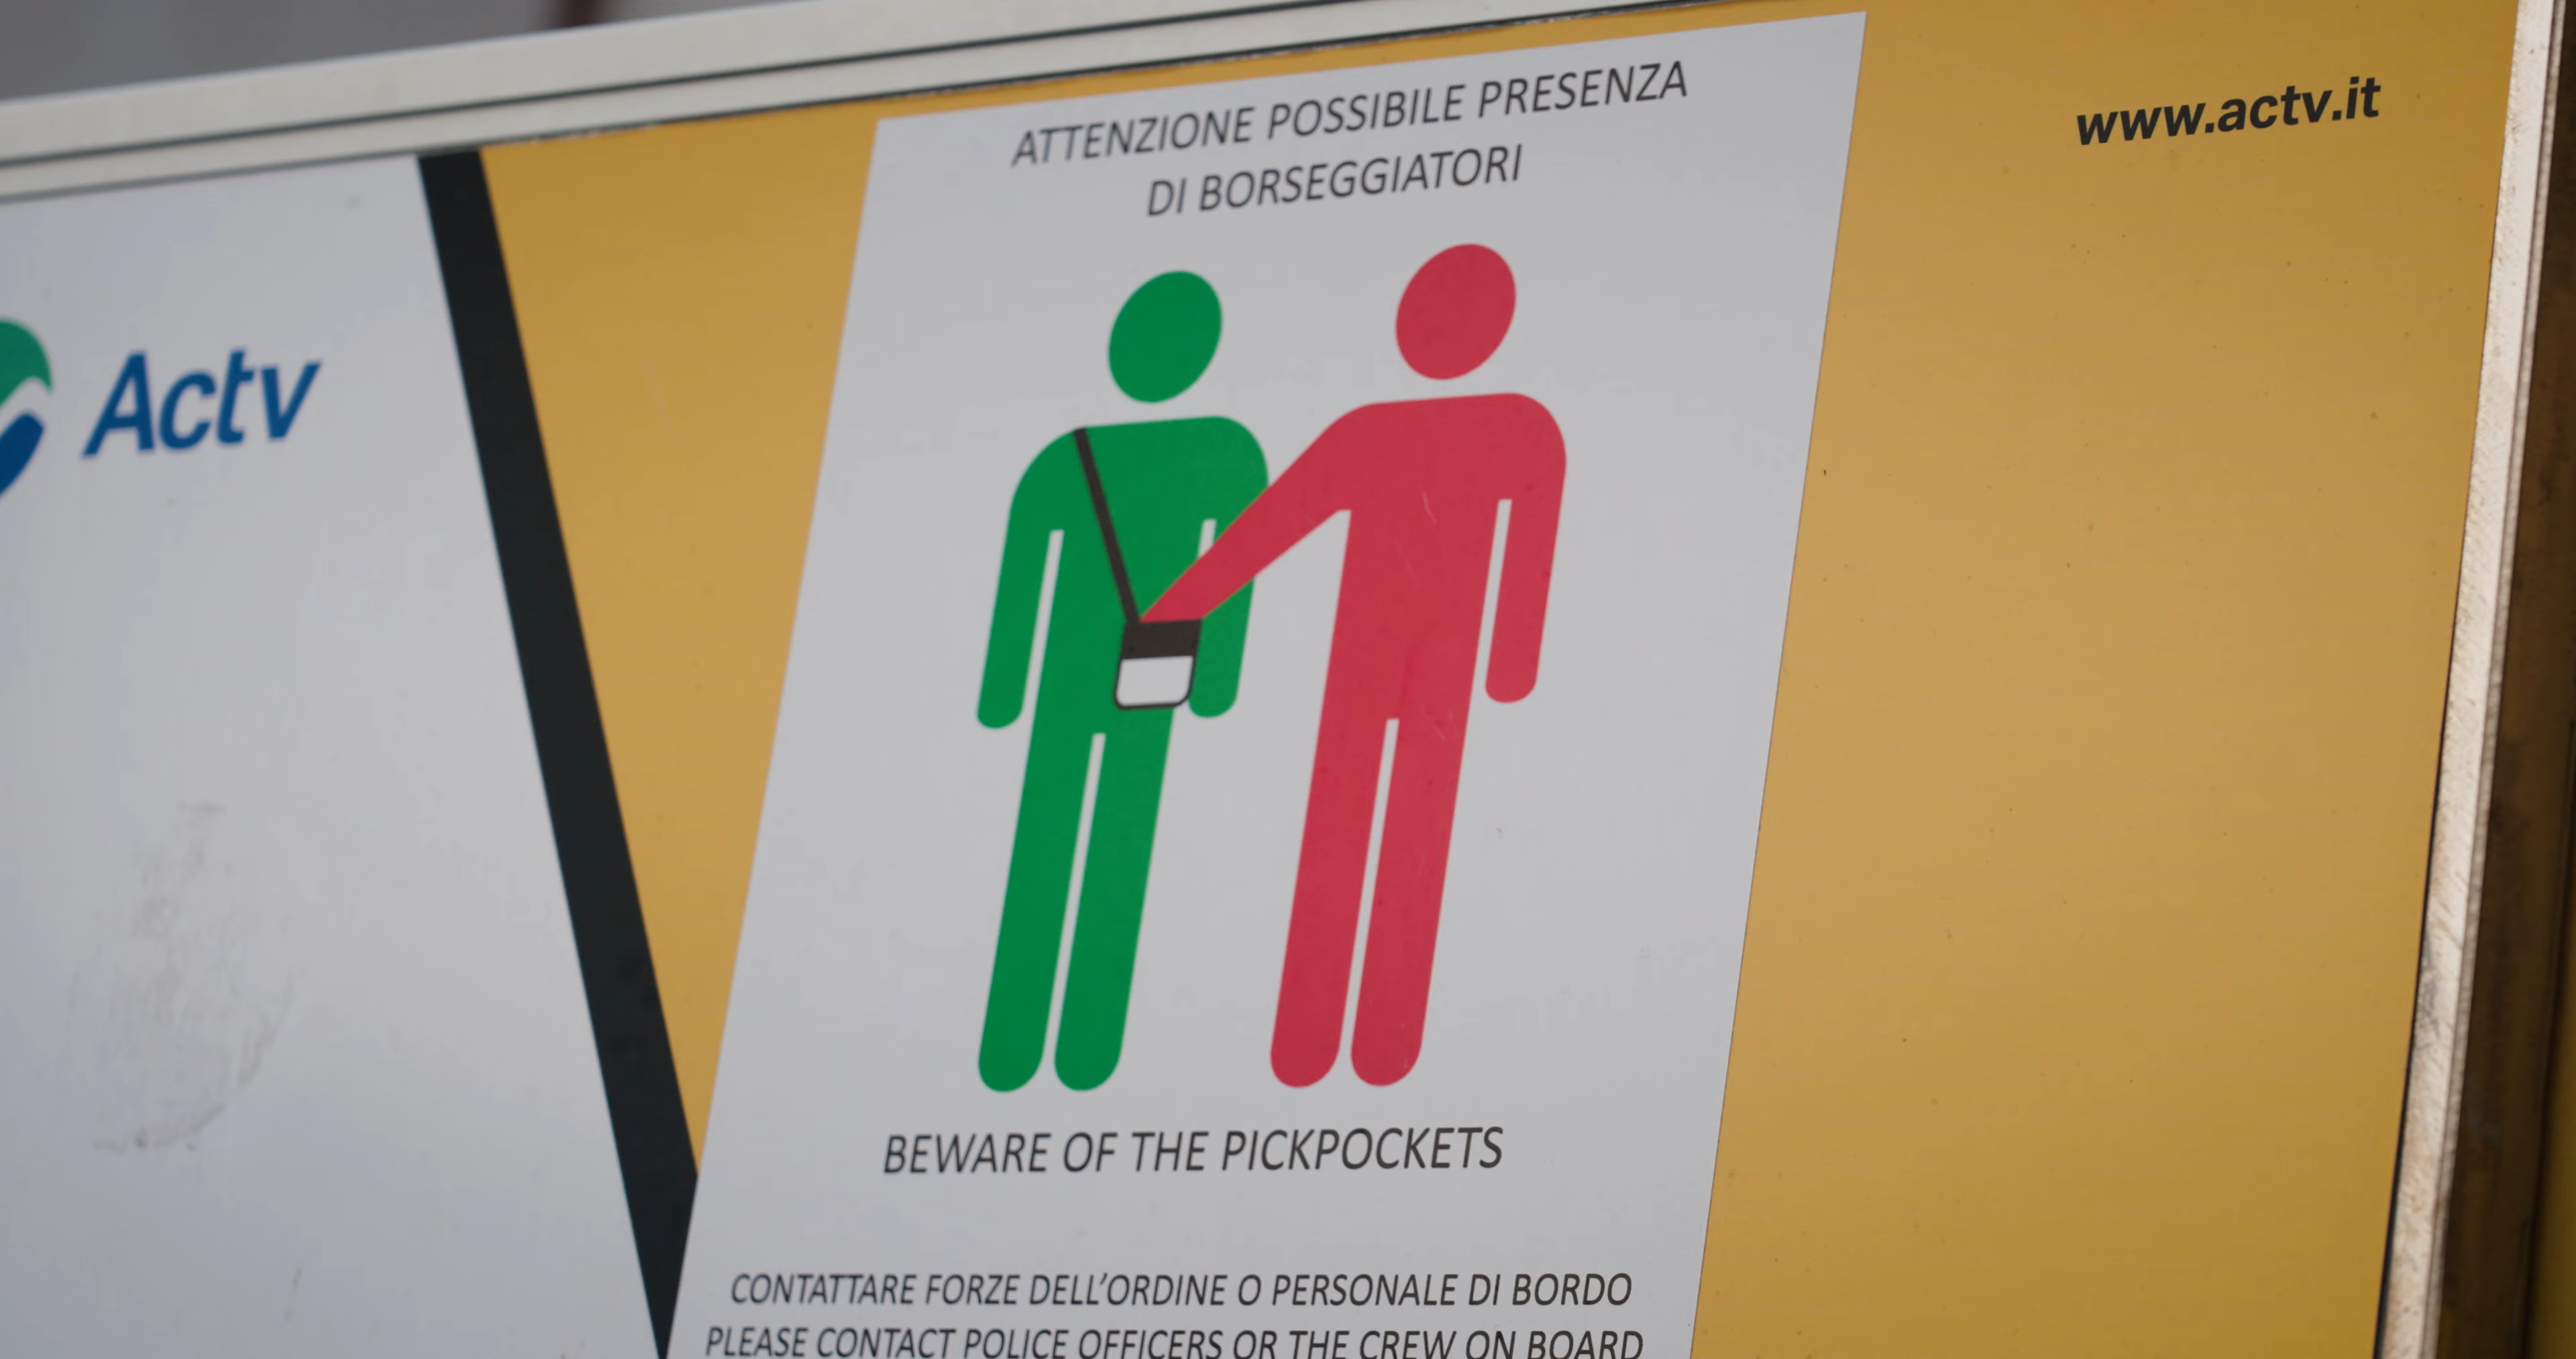 Actv
ATTENZIONE POSSIBILE PRESENZA
DI BORSEGGIATORI
BEWARE OF THE PICKPOCKETS
CONTATTARE FORZE DELL'ORDINE O PERSONALE DI BORDO
PLEASE CONTACT POLICE OFFICERS OR THE CREW ON BOARD
www.actv.it